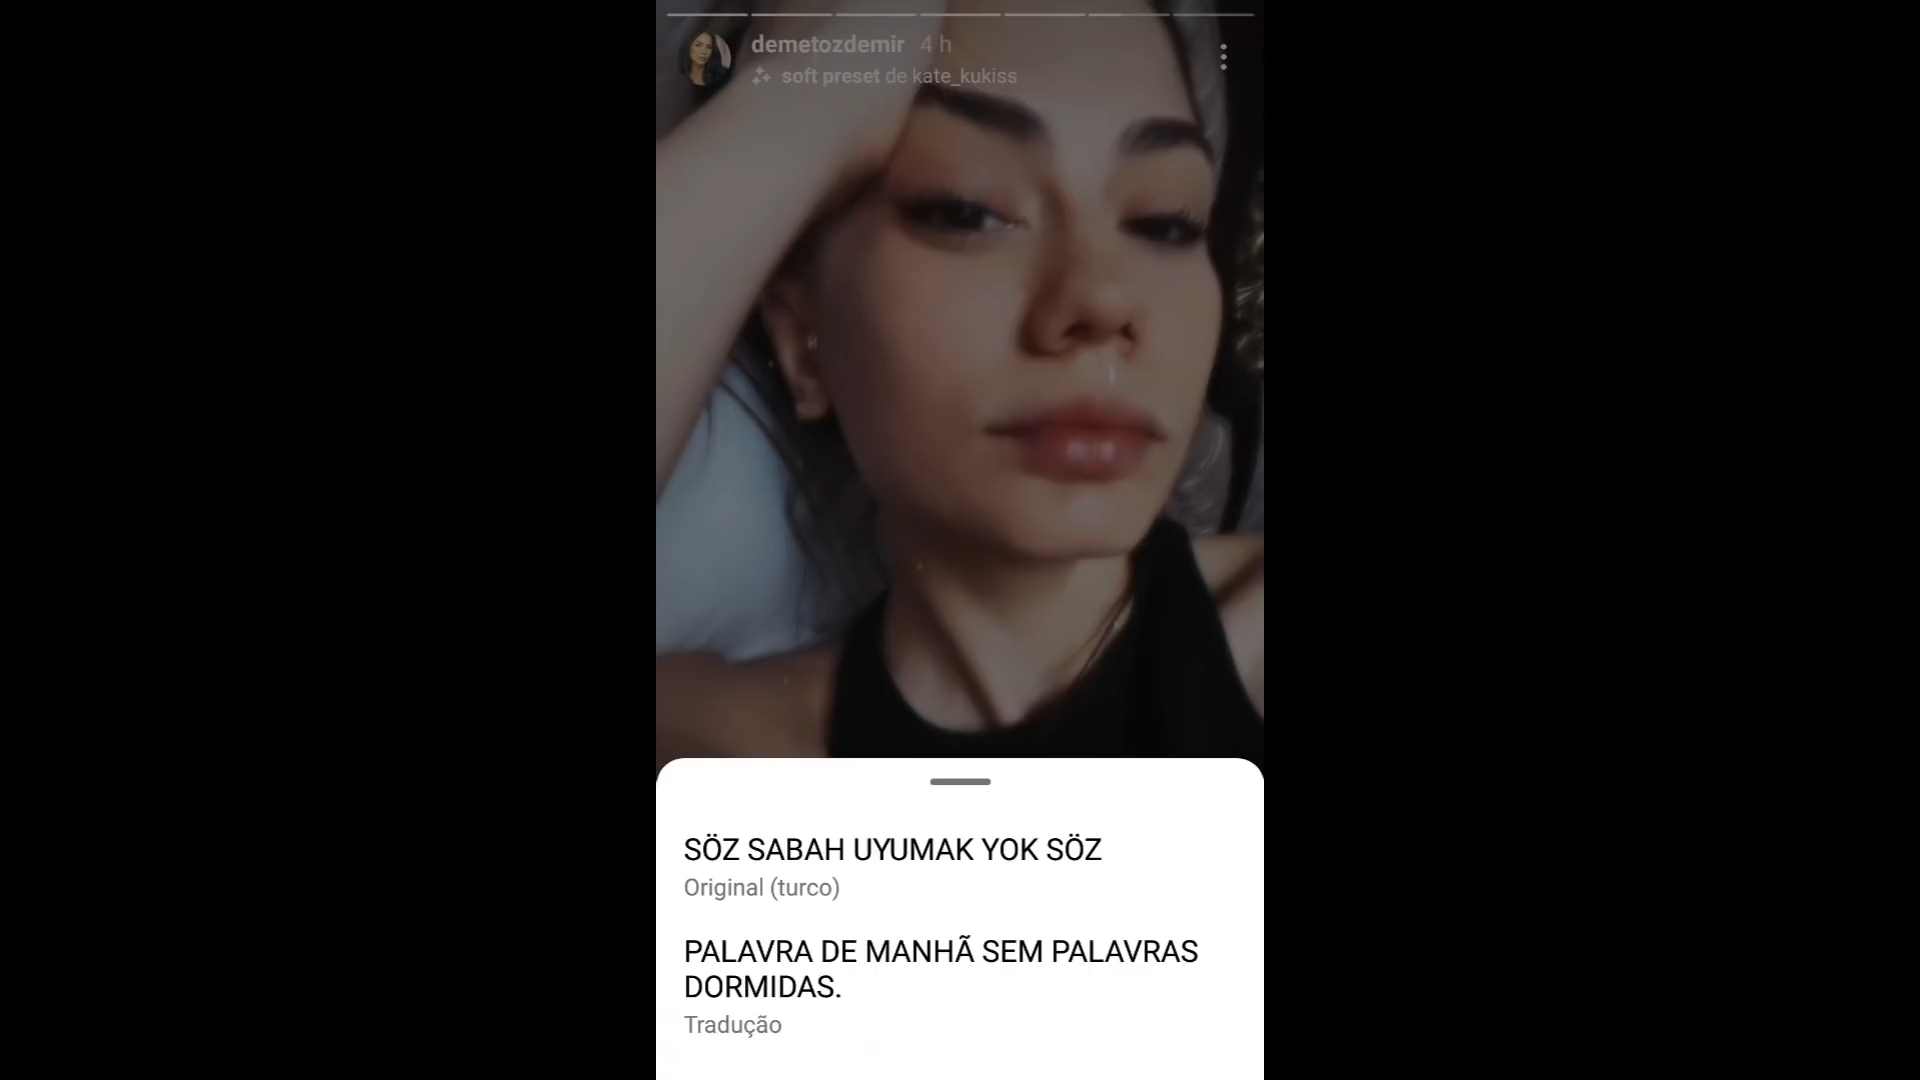 demetozdemir 4 h
soft preset de kate_kukiss
SÖZ SABAH UYUMAK YOK SÖZ
Original (turco)
PALAVRA DE MANHÃ SEM PALAVRAS
DORMIDAS.
Tradução